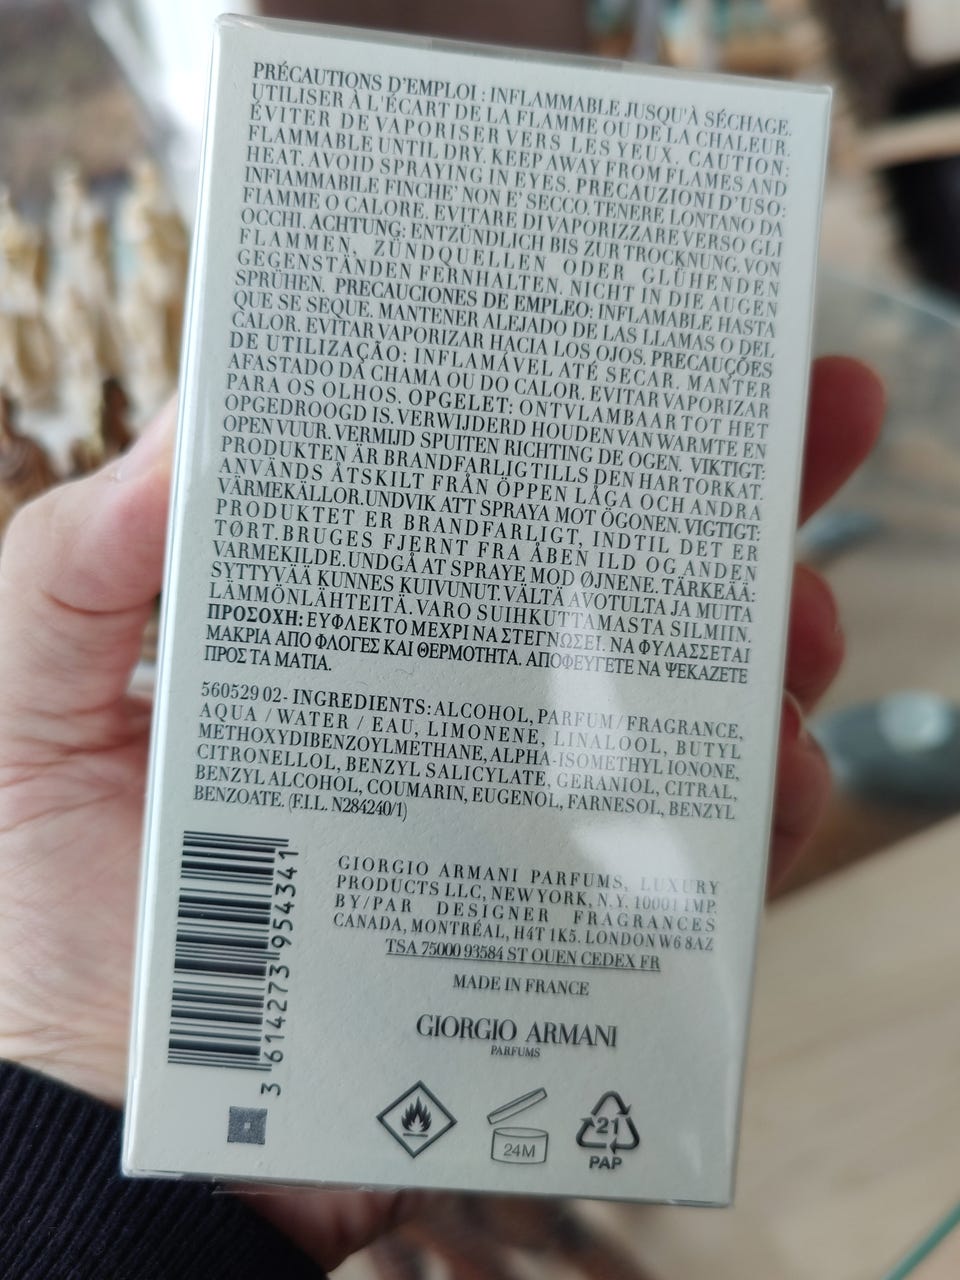 PRÉCAUTIONS D'EMPLOI : INFLAMMABLE JUSQU'À SÉCHAGE.
UTILISER À L'ÉCART DE LA FLAMME OU DE LA CHALEUR.
ÉVITER DE VAPORISER VERS LES YEUX. CAUTION:
FLAMMABLE UNTIL DRY. KEEP AWAY FROM FLAMES AND
HEAT. AVOID SPRAYING IN EYES. PRECAUZIONI D'USO:
INFIAMMABILE FINCHE' NON E' SECCO. TENERE LONTANO DA
FIAMME O CALORE. EVITARE DI VAPORIZZARE VERSO GLI
OCCHI. ACHTUNG: ENTZÜNDLICH BIS ZUR TROCKNUNG. VON
FLAMMEN, ZÜNDQUELLEN ODER GLÜHENDEN
GEGENSTÄNDEN FERNHALTEN. NICHT IN DIE AUGEN
SPRÜHEN. PRECAUCIONES DE EMPLEO: INFLAMABLE HASTA
QUE SE SEQUE. MANTENER ALEJADO DE LAS LLAMAS O DEL
CALOR. EVITAR VAPORIZAR HACIA LOS OJOS. PRECAUÇÕES
DE UTILIZAÇÃO: INFLAMÁVEL ATÉ SECAR. MANTER
AFASTADO DA CHAMA OU DO CALOR. EVITAR VAPORIZAR
PARA OS OLHOS. OPGELET: ONTVLAMBAAR TOT HET
OPGEDROOGD IS. VERWIJDERD HOUDEN VAN WARMTE EN
OPEN VUUR. VERMIJD SPUITEN RICHTING DE OGEN. VIKTIGT:
PRODUKTEN ÄR BRANDFARLIG TILLS DEN HAR TORKAT.
ANVÄNDS ÅTSKILT FRÅN ÖPPEN LÅGA OCH ANDRA
VÄRMEKÄLLOR.UNDVIK ATT SPRAYA MOT ÖGONEN. VIGTIGT:
PRODUKTET ER BRANDFARLIGT, INDTIL DET ER
TØRT.BRUGES FJERNT FRA ÅBEN ILD OG ANDEN
VARMEKILDE.UNDGÅ AT SPRAYE MOD ØJNENE. TÄRKEÄÄ:
SYTTYVÄÄ KUNNES KUIVUNUT. VÄLTÄ AVOTULTA JA MUITA
LÄMMÖNLÄHTEITÄ. VARO SUIHKUTTAMASTA SILMIIN.
ΠΡΟΣΟΧΗ: ΕΥΦΛΕΚΤΟ ΜΕΧΡΙ ΝΑ ΣΤΕΓΝΩΣΕΙ. ΝΑ ΦΥΛΑΣΣΕΤΑΙ
ΜΑΚΡΙΑ ΑΠΟ ΦΛΟΓΕΣ ΚΑΙ ΘΕΡΜΟΤΗΤΑ. ΑΠΟΦΕΥΓΕΤΕ ΝΑ ΨΕΚΑΖΕΤΕ
ΠΡΟΣ ΤΑ ΜΑΤΙΑ.
56052902- INGREDIENTS: ALCOHOL, PARFUM / FRAGRANCE,
AQUA / WATER / EAU, LIMONENE, LINALOOL, BUTYL
METHOXYDIBENZOYLMETHANE, ALPHA-ISOMETHYL IONONE,
CITRONELLOL, BENZYL SALICYLATE, GERANIOL, CITRAL,
BENZYL ALCOHOL, COUMARIN, EUGENOL, FARNESOL, BENZYL
BENZOATE. (F.I.L. N284240/1)
3 614273 954341
GIORGIO ARMANI PARFUMS, LUXURY
PRODUCTS LLC, NEW YORK, N.Y. 10001 IMP.
BY/PAR DESIGNER FRAGRANCES
CANADA, MONTRÉAL, H4T 1K5. LONDON W6 8AZ
TSA 75000 93584 ST OUEN CEDEX FR
MADE IN FRANCE
GIORGIO ARMANI
PARFUMS
24M
21
PAP